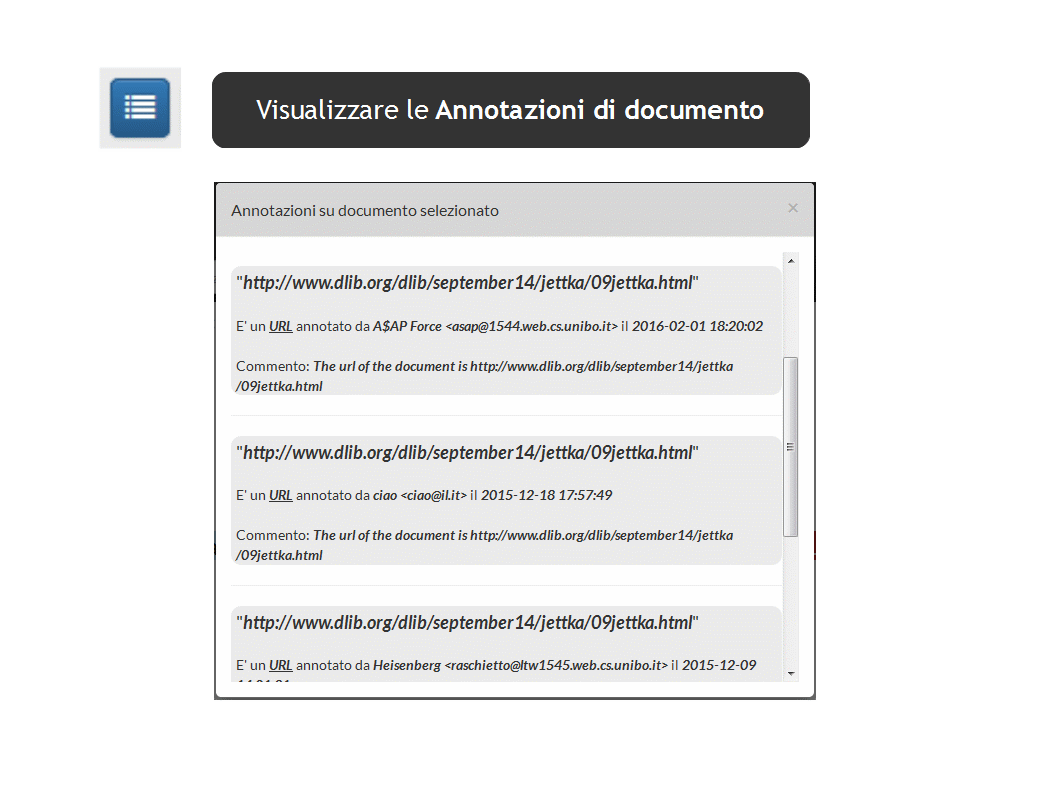 Visualizzare le Annotazioni di documento
Annotazioni su documento selezionato
×
"http://www.dlib.org/dlib/september14/jettka/09jettka.html"
E' un URL annotato da A$AP Force <asap@1544.web.cs.unibo.it> il 2016-02-01 18:20:02
Commento: The url of the document is http://www.dlib.org/dlib/september14/jettka
/09jettka.html
"http://www.dlib.org/dlib/september14/jettka/09jettka.html"
E' un URL annotato da ciao <ciao@il.it> il 2015-12-18 17:57:49
Commento: The url of the document is http://www.dlib.org/dlib/september14/jettka
/09jettka.html
"http://www.dlib.org/dlib/september14/jettka/09jettka.html"
E' un URL annotato da Heisenberg <raschietto@ltw1545.web.cs.unibo.it> il 2015-12-09